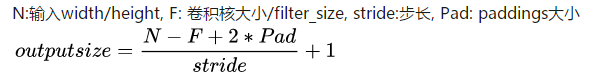 N:输入width/height, F: 卷积核大小/filter_size, stride:步长, Pad: paddings大小
outputsize = \frac{N - F + 2 * Pad}{stride} + 1